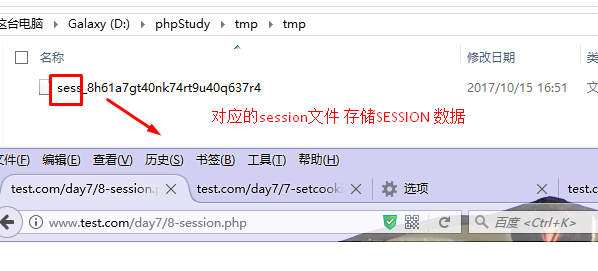 这台电脑 › Galaxy (D:) › phpStudy › tmp › tmp
名称 修改日期 类
sess_8h61a7gt40nk74rt9u40q637r4 2017/10/15 16:51 文
对应的session文件 存储SESSION 数据
文件(F) 编辑(E) 查看(V) 历史(S) 书签(B) 工具(T) 帮助(H)
test.com/day7/8-session.p × test.com/day7/7-setcooki × 选项 × test.c
www.test.com/day7/8-session.php 百度 <Ctrl+K>